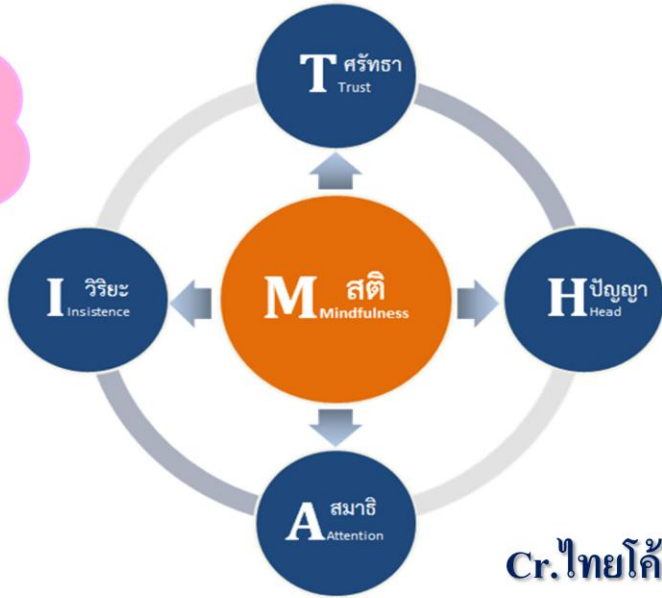 T ศรัทธา
Trust
I วิริยะ
Insistence
M สติ
Mindfulness
H ปัญญา
Head
A สมาธิ
Attention
Cr.ไทยโค้